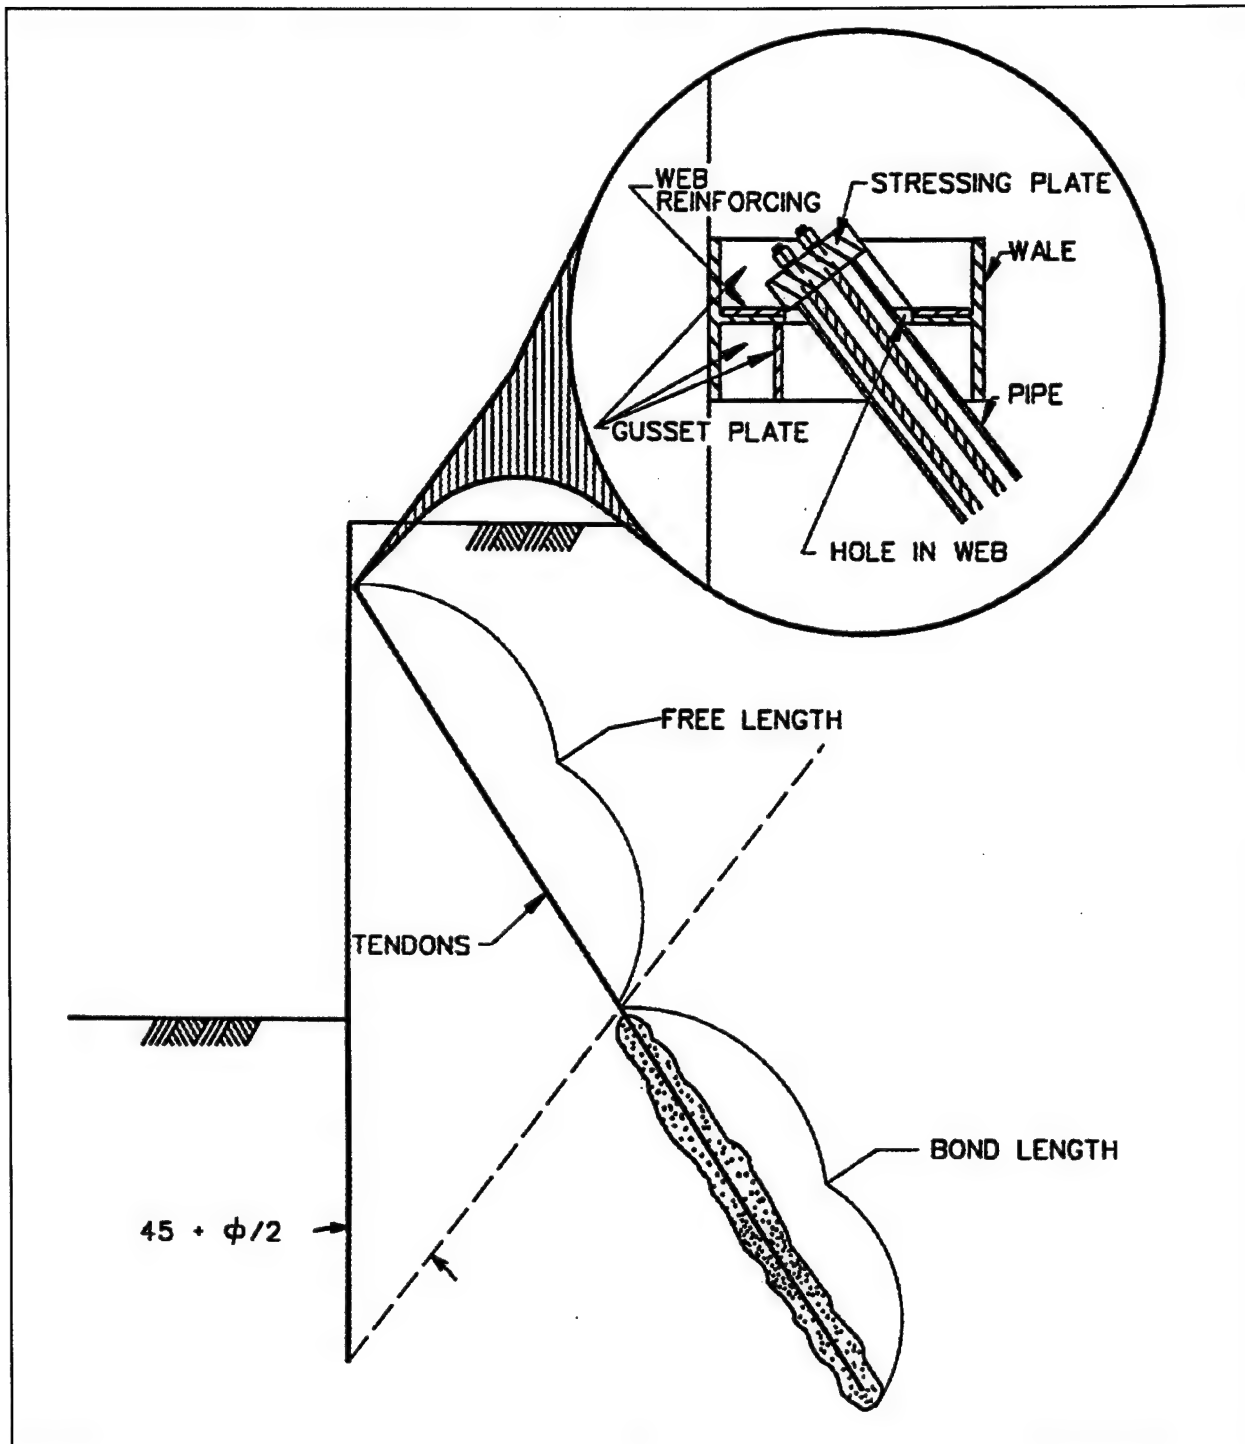 WEB
REINFORCING
STRESSING PLATE
WALE
PIPE
GUSSET PLATE
HOLE IN WEB
FREE LENGTH
TENDONS
BOND LENGTH
45 + ϕ/2